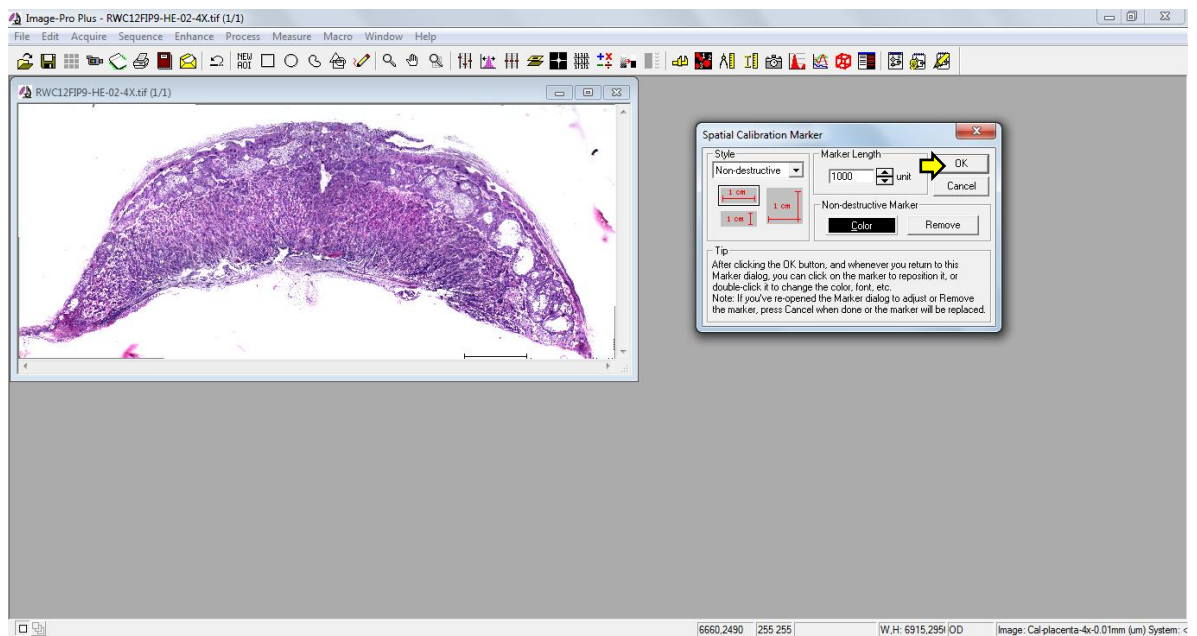 Image-Pro Plus - RWC12FIP9-HE-02-4X.tif (1/1)
File Edit Acquire Sequence Enhance Process Measure Macro Window Help
NEW
AOI
RWC12FIP9-HE-02-4X.tif (1/1)
Spatial Calibration Marker
Style
Non-destructive
1 cm
1 cm
1 cm
Marker Length
1000 unit
OK
Cancel
Non-destructive Marker
Color Remove
Tip
After clicking the OK button, and whenever you return to this
Marker dialog, you can click on the marker to reposition it, or
double-click it to change the color, font, etc.
Note: If you've re-opened the Marker dialog to adjust or Remove
the marker, press Cancel when done or the marker will be replaced.
6660,2490 255 255 W,H: 6915,295 OD Image: Cal-placenta-4x-0.01mm (um) System: <